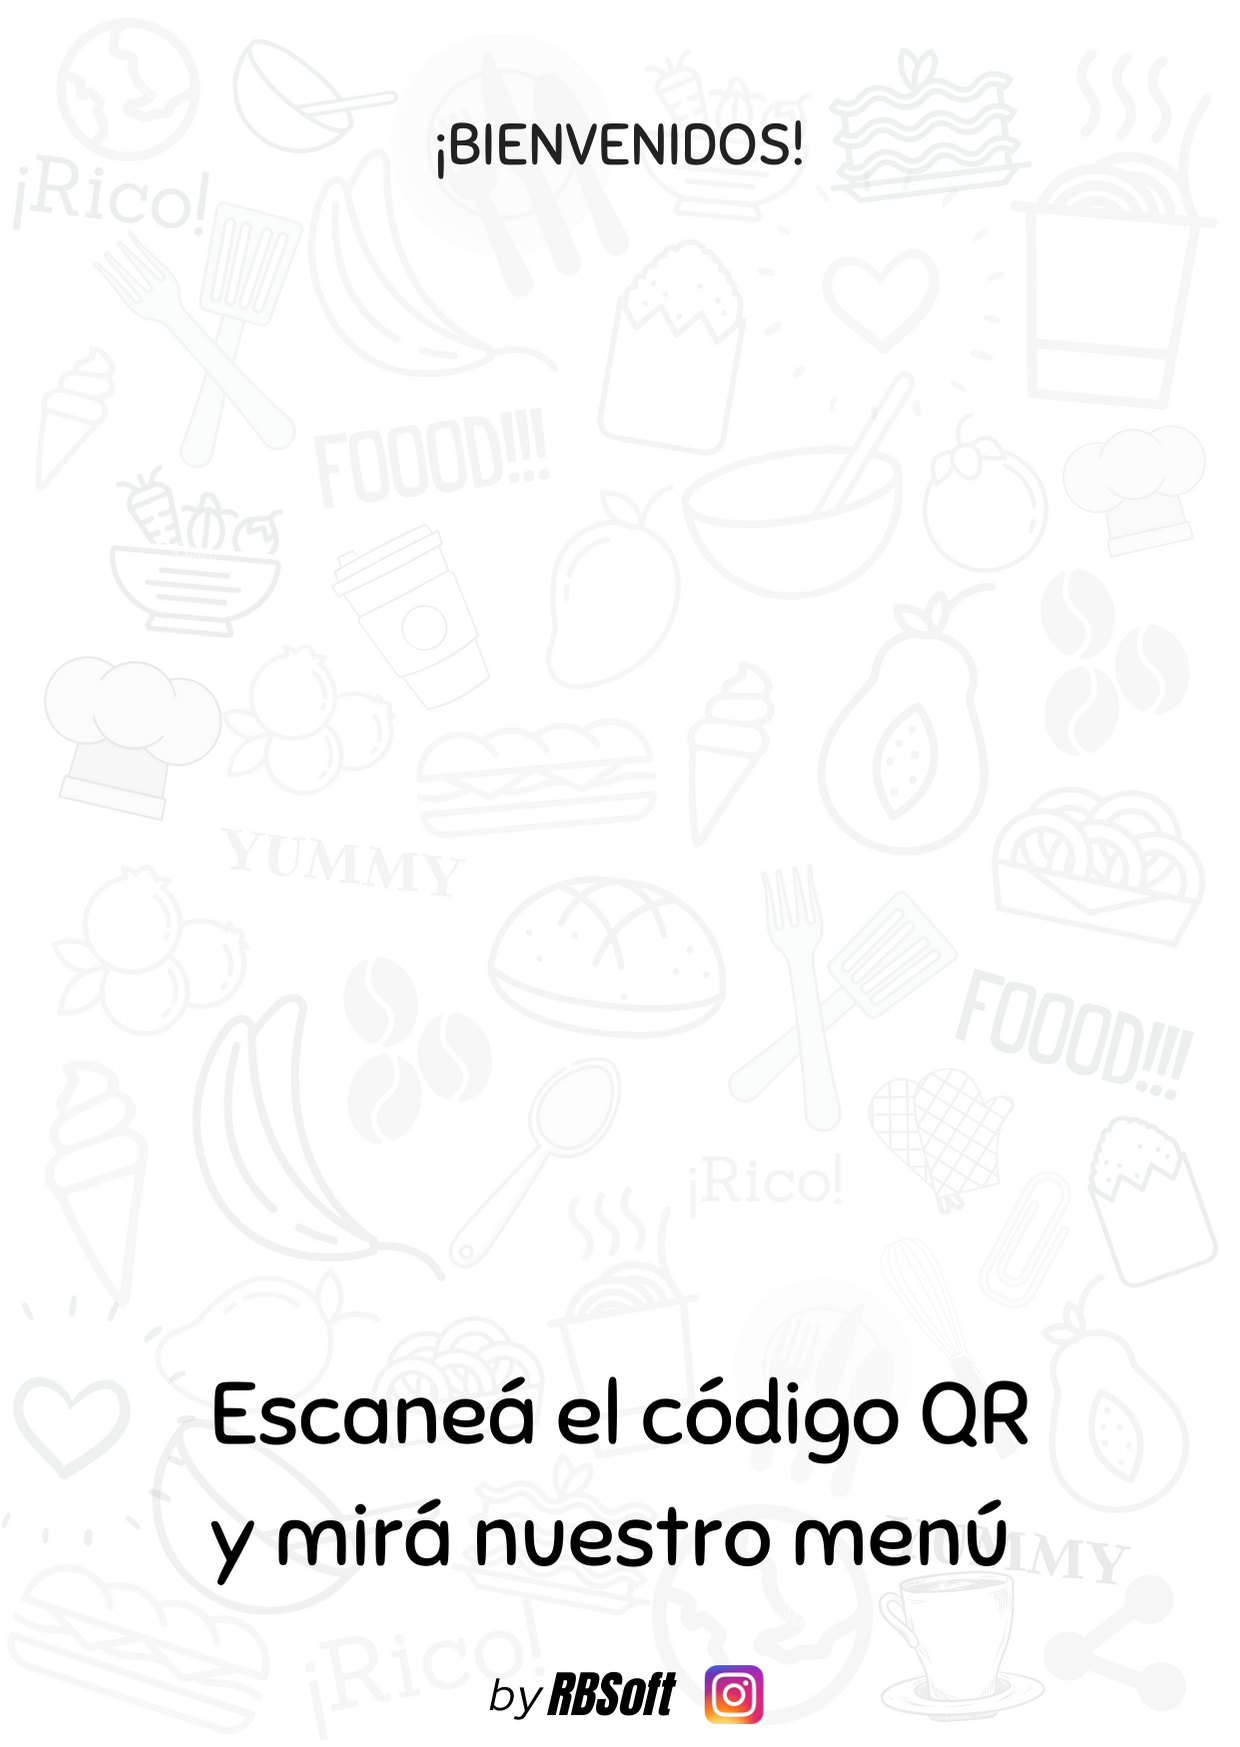 ¡BIENVENIDOS!
¡Rico!
FOOOD!!!
YUMMY
FOOOD!!!
¡Rico!
Escaneá el código QR
y mirá nuestro menú
YUMMY
¡Rico!
by RBSoft